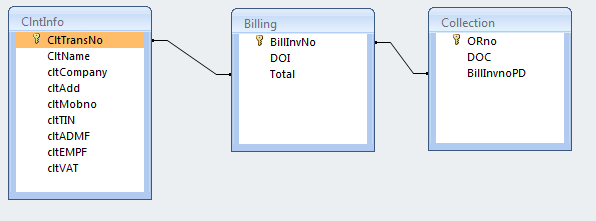 ClntInfo
CltTransNo
CltName
cltCompany
cltAdd
cltMobno
cltTIN
cltADMF
cltEMPF
cltVAT
Billing
BillInvNo
DOI
Total
Collection
ORno
DOC
BillInvnoPD